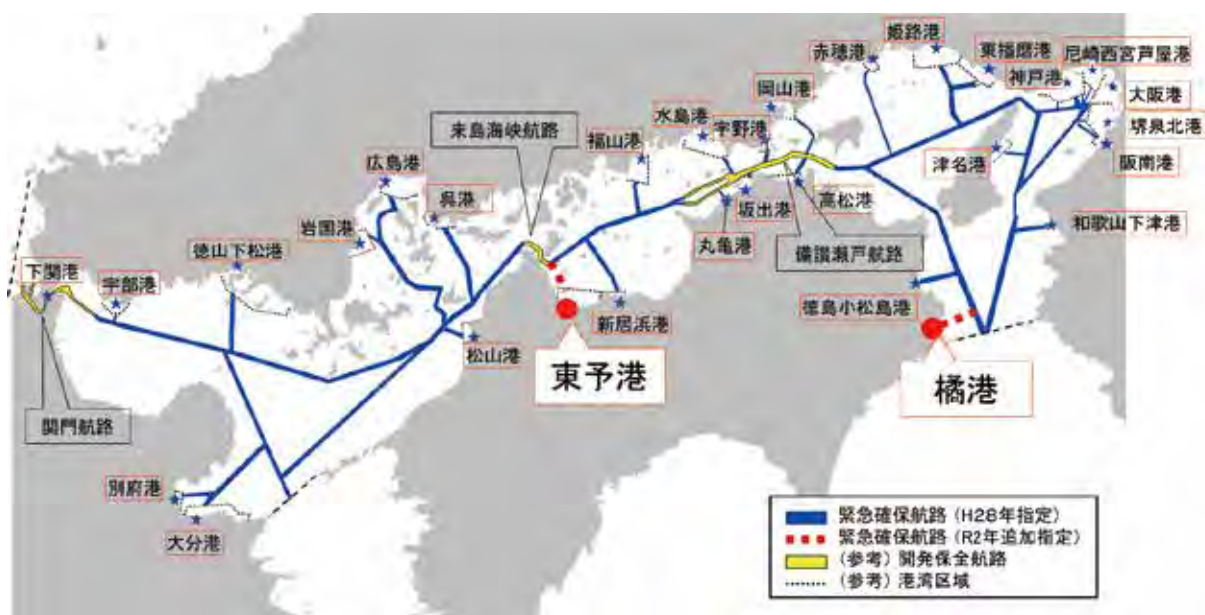 姫路港
赤穂港
東播磨港
尼崎西宮芦屋港
神戸港
大阪港
岡山港
水島港
宇野港
堺泉北港
来島海峡航路
福山港
津名港
阪南港
広島港
呉港
坂出港
高松港
岩国港
丸亀港
備讃瀬戸航路
和歌山下津港
徳山下松港
下関港
宇部港
徳島小松島港
新居浜港
松山港
東予港
橘港
関門航路
別府港
大分港
緊急確保航路（H28年指定）
緊急確保航路（R2年追加指定）
（参考）開発保全航路
（参考）港湾区域